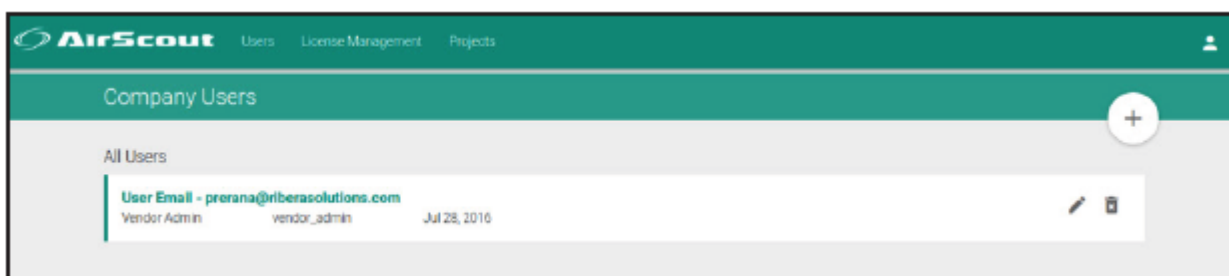 AirScout Users License Management Projects
Company Users
All Users
User Email - prerana@riberasolutions.com
Vendor Admin vendor_admin Jul 28, 2016